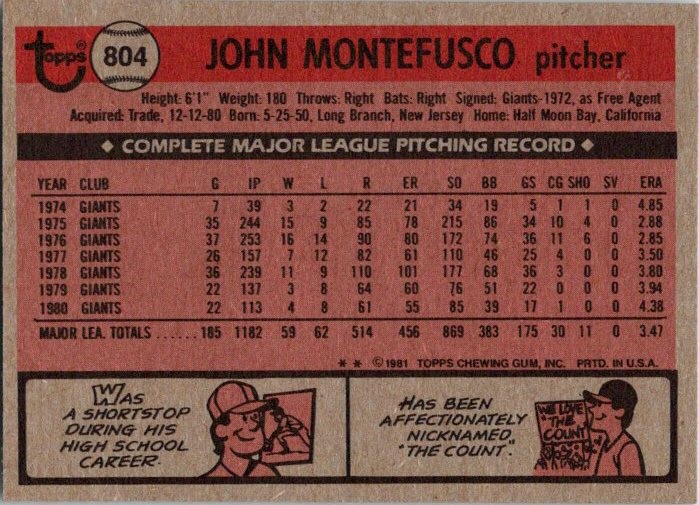 topps® 804 JOHN MONTEFUSCO pitcher
Height: 6'1" Weight: 180 Throws: Right Bats: Right Signed: Giants-1972, as Free Agent
Acquired: Trade, 12-12-80 Born: 5-25-50, Long Branch, New Jersey Home: Half Moon Bay, California
◆ COMPLETE MAJOR LEAGUE PITCHING RECORD ◆
YEAR CLUB G IP W L R ER SO BB GS CG SHO SV ERA
1974 GIANTS 7 39 3 2 22 21 34 19 5 1 1 0 4.85
1975 GIANTS 35 244 15 9 85 78 215 86 34 10 4 0 2.88
1976 GIANTS 37 253 16 14 90 80 172 74 36 11 6 0 2.85
1977 GIANTS 26 157 7 12 82 61 110 46 25 4 0 0 3.50
1978 GIANTS 36 239 11 9 110 101 177 68 36 3 0 0 3.80
1979 GIANTS 22 137 3 8 64 60 76 51 22 0 0 0 3.94
1980 GIANTS 22 113 4 8 61 55 85 39 17 1 0 0 4.38
MAJOR LEA. TOTALS ...... 185 1182 59 62 514 456 869 383 175 30 11 0 3.47
* * ©1981 TOPPS CHEWING GUM, INC. PRTD. IN U.S.A.
WAS
A SHORTSTOP
DURING HIS
HIGH SCHOOL
CAREER.
HAS BEEN
AFFECTIONATELY
NICKNAMED
"THE COUNT".
WE LOVE
"THE
COUNT"